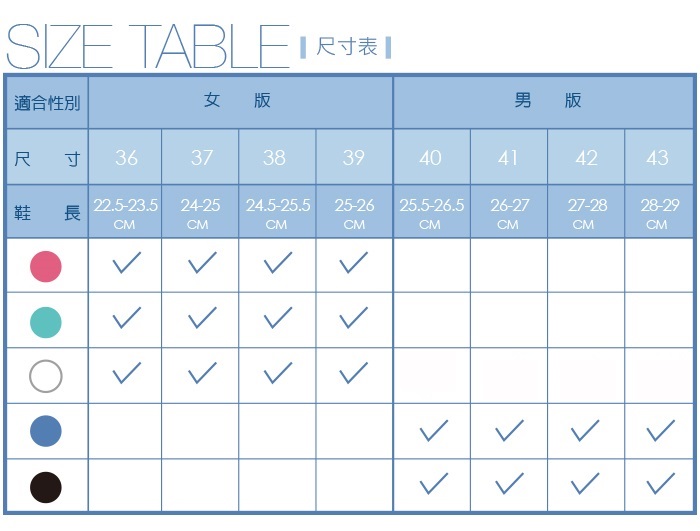 SIZE TABLE 尺寸表
適合性別 女版 男版
尺寸 36 37 38 39 40 41 42 43
鞋長 22.5-23.5 CM 24-25 CM 24.5-25.5 CM 25-26 CM 25.5-26.5 CM 26-27 CM 27-28 CM 28-29 CM